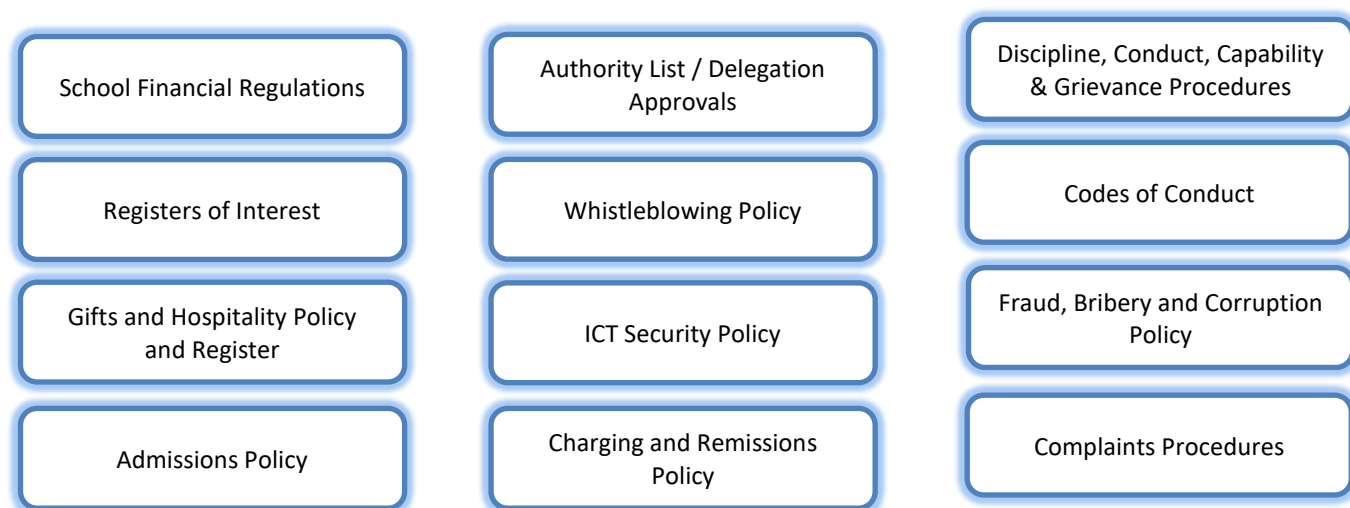 School Financial Regulations
Authority List / Delegation
Approvals
Discipline, Conduct, Capability
& Grievance Procedures
Registers of Interest
Whistleblowing Policy
Codes of Conduct
Gifts and Hospitality Policy
and Register
ICT Security Policy
Fraud, Bribery and Corruption
Policy
Admissions Policy
Charging and Remissions
Policy
Complaints Procedures